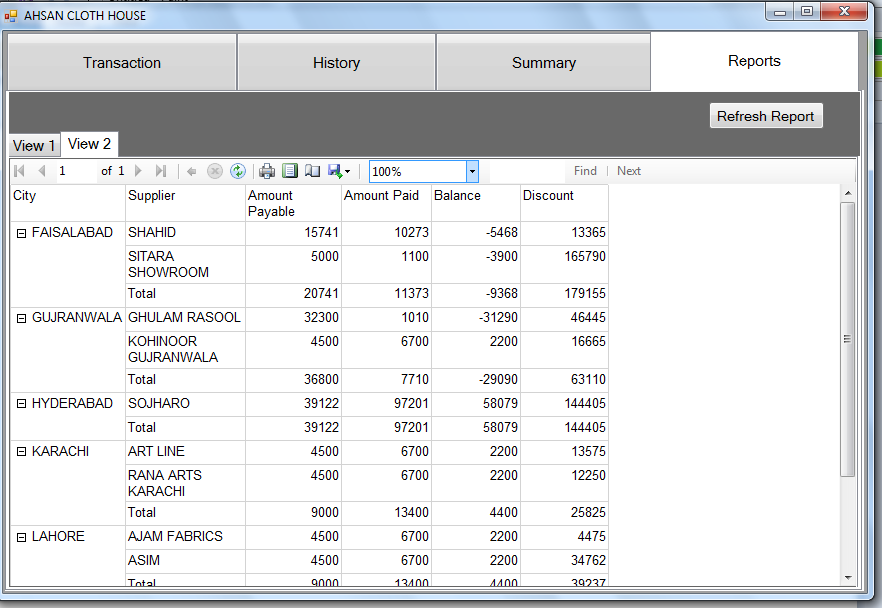 AHSAN CLOTH HOUSE
Transaction History Summary Reports
Refresh Report
View 1 View 2
1 of 1 100% Find | Next
City Supplier Amount Payable Amount Paid Balance Discount
FAISALABAD SHAHID 15741 10273 -5468 13365
SITARA SHOWROOM 5000 1100 -3900 165790
Total 20741 11373 -9368 179155
GUJRANWALA GHULAM RASOOL 32300 1010 -31290 46445
KOHINOOR GUJRANWALA 4500 6700 2200 16665
Total 36800 7710 -29090 63110
HYDERABAD SOJHARO 39122 97201 58079 144405
Total 39122 97201 58079 144405
KARACHI ART LINE 4500 6700 2200 13575
RANA ARTS KARACHI 4500 6700 2200 12250
Total 9000 13400 4400 25825
LAHORE AJAM FABRICS 4500 6700 2200 4475
ASIM 4500 6700 2200 34762
Total 9000 13400 4400 39237